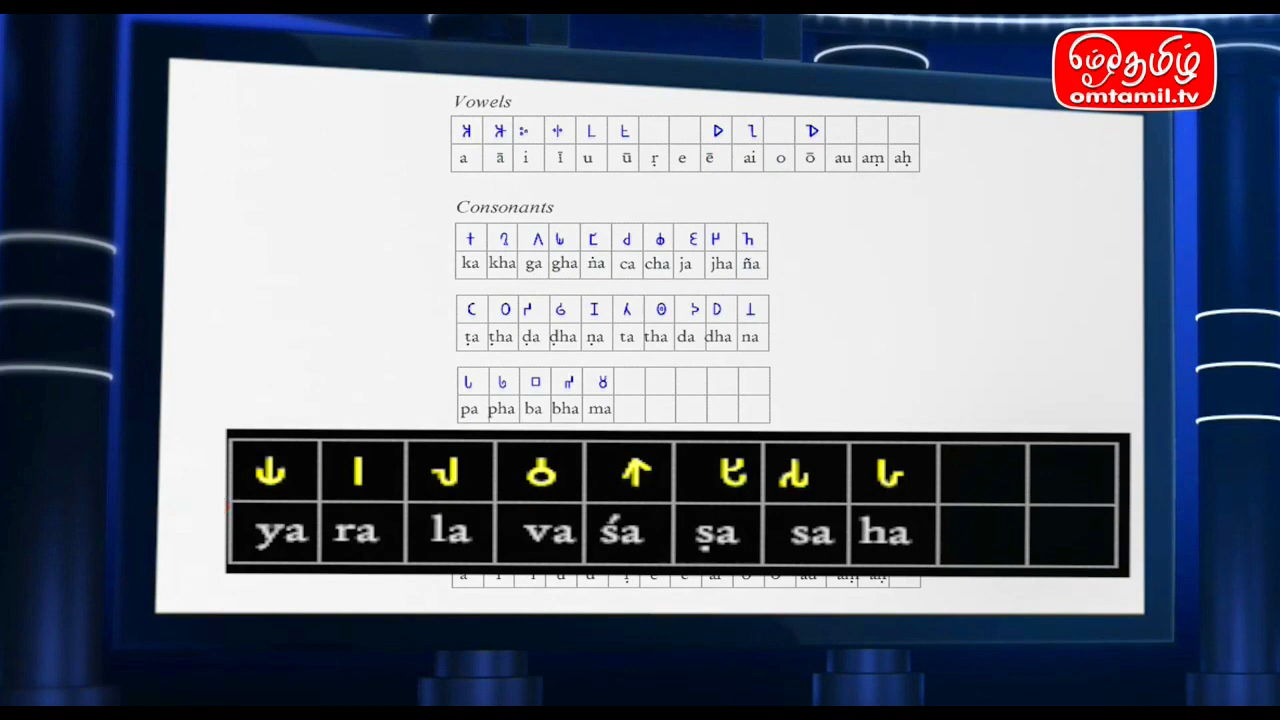 ஓம்தமிழ்
omtamil.tv
Vowels
𑀅 𑀆 𑀇 𑀈 𑀉 𑀊 𑀏 𑀐 𑀑
a ā i ī u ū ṛ e ē ai o ō au aṃ aḥ
Consonants
𑀓 𑀔 𑀕 𑀖 𑀗 𑀘 𑀙 𑀚 𑀛 𑀜
ka kha ga gha ṅa ca cha ja jha ña
𑀝 𑀞 𑀟 𑀠 𑀡 𑀢 𑀣 𑀤 𑀥 𑀦
ṭa ṭha ḍa ḍha ṇa ta tha da dha na
𑀧 𑀨 𑀩 𑀪 𑀫
pa pha ba bha ma
𑀬 𑀭 𑀮 𑀯 𑀰 𑀱 𑀲 𑀳
ya ra la va śa ṣa sa ha